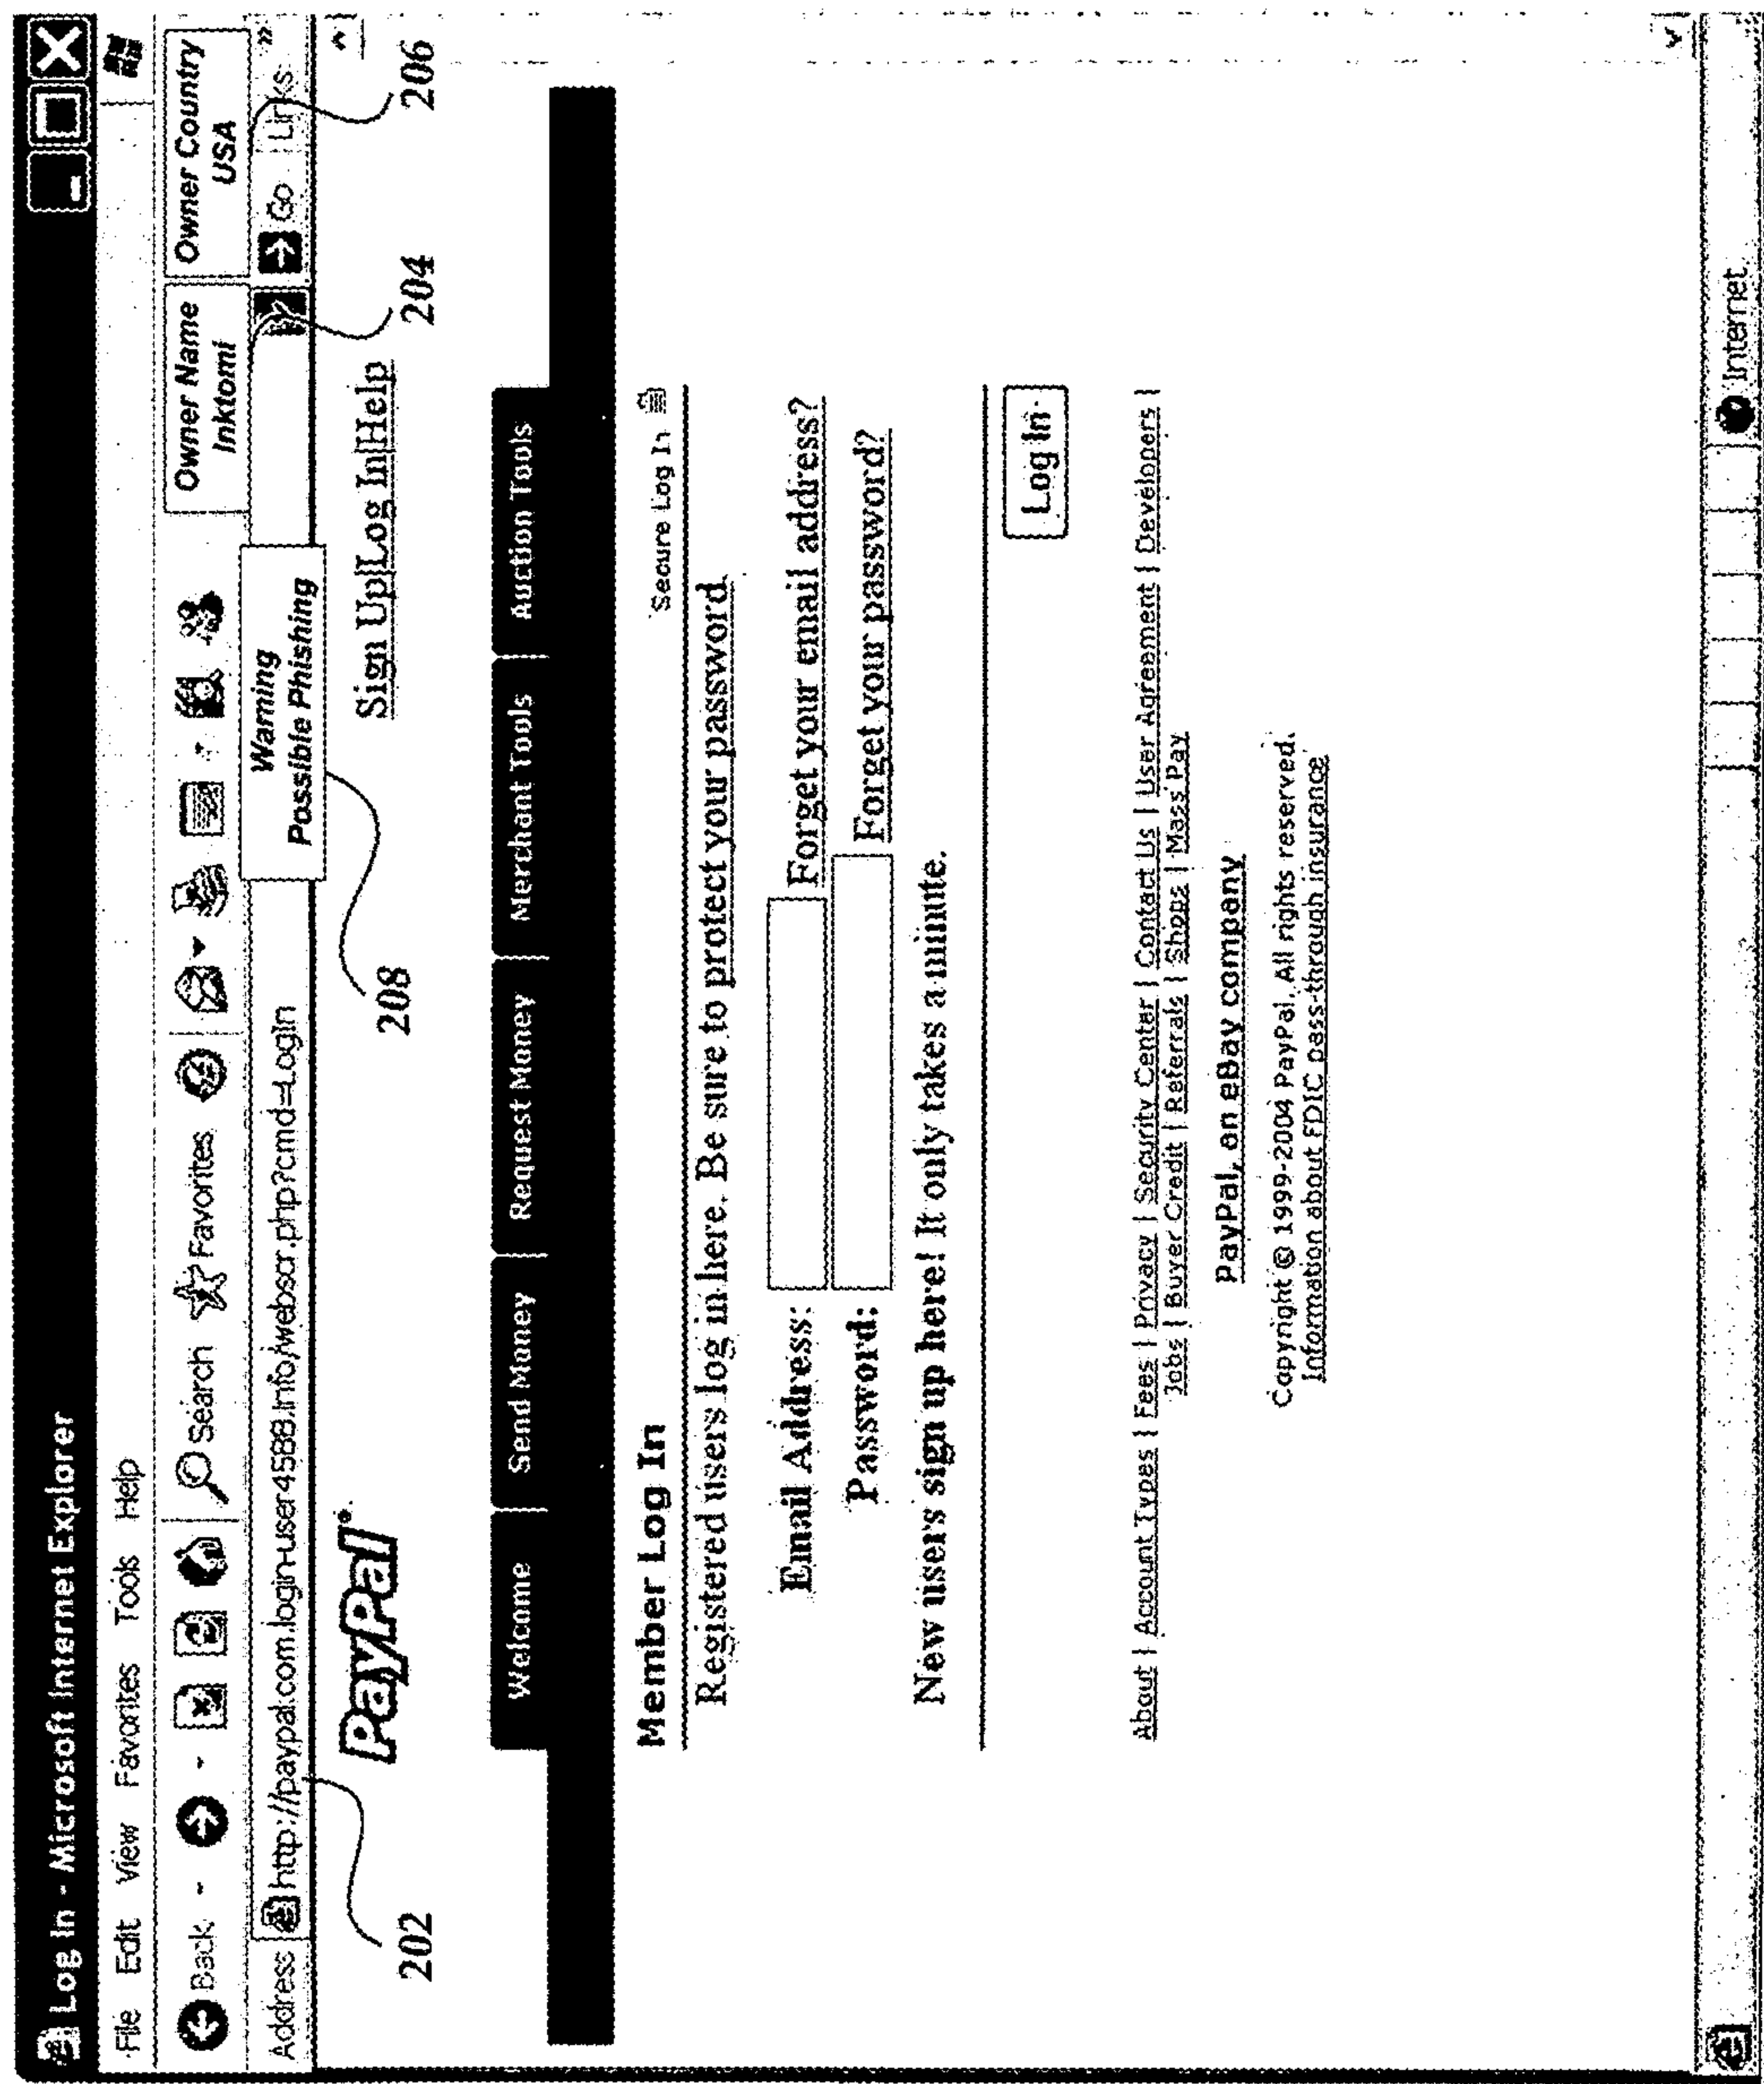 Log In - Microsoft Internet Explorer
File Edit View Favorites Tools Help
Back Search Favorites
Owner Name
Inktomi
Owner Country
USA
Address http://paypal.com.login-user4588.info/webscr.php?cmd=Login
Go Links »
Warning
Possible Phishing
202
208
204
206
PayPal
Sign Up|Log In|Help
Welcome Send Money Request Money Merchant Tools Auction Tools
Member Log In
Secure Log In
Registered users log in here. Be sure to protect your password.
Email Address: Forget your email address?
Password: Forget your password?
New users sign up here! It only takes a minute.
Log In
About | Account Types | Fees | Privacy | Security Center | Contact Us | User Agreement | Developers |
Jobs | Buyer Credit | Referrals | Shops | Mass Pay
PayPal, an eBay company
Copyright © 1999-2004 PayPal. All rights reserved.
Information about FDIC pass-through insurance
Internet